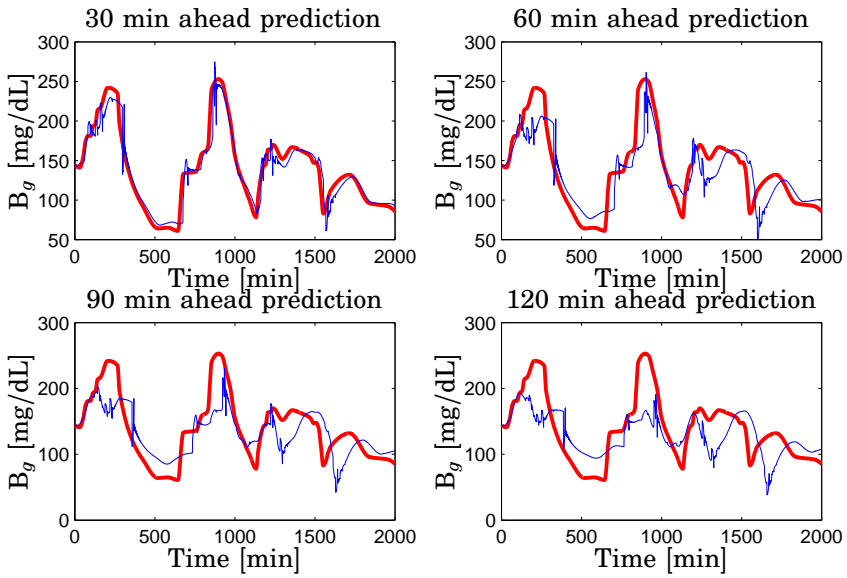 30 min ahead prediction
B_g [mg/dL]
300
250
200
150
100
50
0 500 1000 1500 2000
Time [min]
60 min ahead prediction
B_g [mg/dL]
300
250
200
150
100
50
0 500 1000 1500 2000
Time [min]
90 min ahead prediction
B_g [mg/dL]
300
200
100
0
0 500 1000 1500 2000
Time [min]
120 min ahead prediction
B_g [mg/dL]
300
200
100
0
0 500 1000 1500 2000
Time [min]